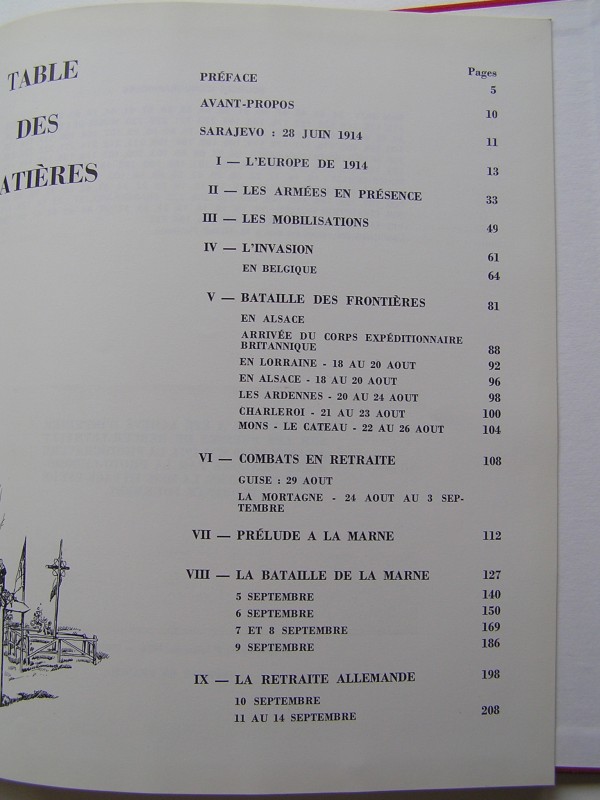 TABLE
DES
ATIÈRES
Pages
PRÉFACE 5
AVANT-PROPOS 10
SARAJEVO : 28 JUIN 1914 11
I — L'EUROPE DE 1914 13
II — LES ARMÉES EN PRÉSENCE 33
III — LES MOBILISATIONS 49
IV — L'INVASION 61
EN BELGIQUE 64
V — BATAILLE DES FRONTIÈRES 81
EN ALSACE
ARRIVÉE DU CORPS EXPÉDITIONNAIRE
BRITANNIQUE 88
EN LORRAINE - 18 AU 20 AOUT 92
EN ALSACE - 18 AU 20 AOUT 96
LES ARDENNES - 20 AU 24 AOUT 98
CHARLEROI - 21 AU 23 AOUT 100
MONS - LE CATEAU - 22 AU 26 AOUT 104
VI — COMBATS EN RETRAITE 108
GUISE : 29 AOUT
LA MORTAGNE - 24 AOUT AU 3 SEP-
TEMBRE
VII — PRÉLUDE A LA MARNE 112
VIII — LA BATAILLE DE LA MARNE 127
5 SEPTEMBRE 140
6 SEPTEMBRE 150
7 ET 8 SEPTEMBRE 169
9 SEPTEMBRE 186
IX — LA RETRAITE ALLEMANDE 198
10 SEPTEMBRE
11 AU 14 SEPTEMBRE 208